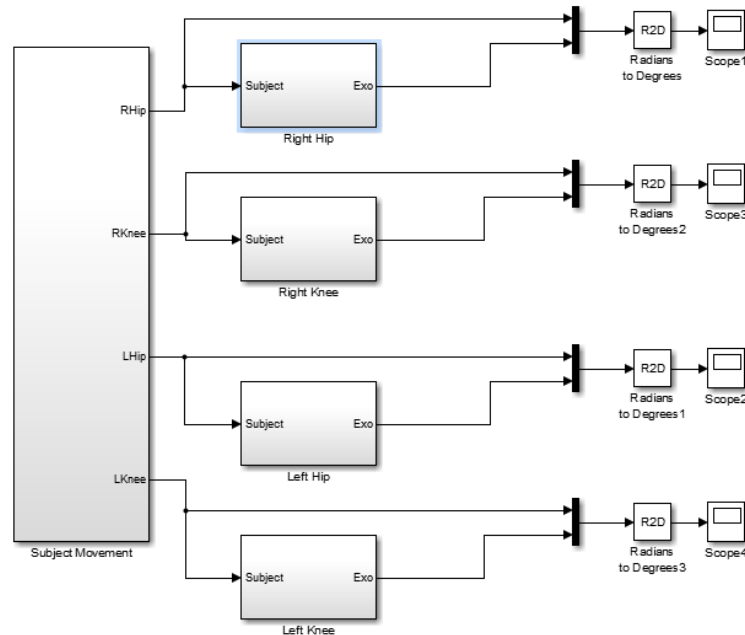 RHip
Subject
Exo
Right Hip
R2D
Radians
to Degrees
Scope1
RKnee
Subject
Exo
Right Knee
R2D
Radians
to Degrees2
Scope3
LHip
Subject
Exo
Left Hip
R2D
Radians
to Degrees1
Scope2
LKnee
Subject
Exo
Left Knee
R2D
Radians
to Degrees3
Scope4
Subject Movement